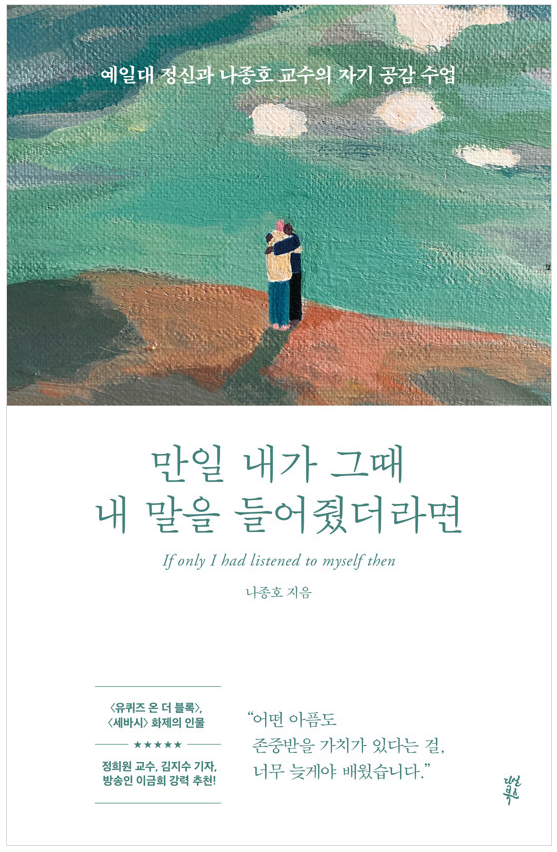 예일대 정신과 나종호 교수의 자기 공감 수업
만일 내가 그때
내 말을 들어줬더라면
If only I had listened to myself then
나종호 지음
〈유퀴즈 온 더 블록〉,
〈세바시〉 화제의 인물
★★★★★
정희원 교수, 김지수 기자,
방송인 이금희 강력 추천!
“어떤 아픔도
존중받을 가치가 있다는 걸,
너무 늦게야 배웠습니다.”
다산
북스